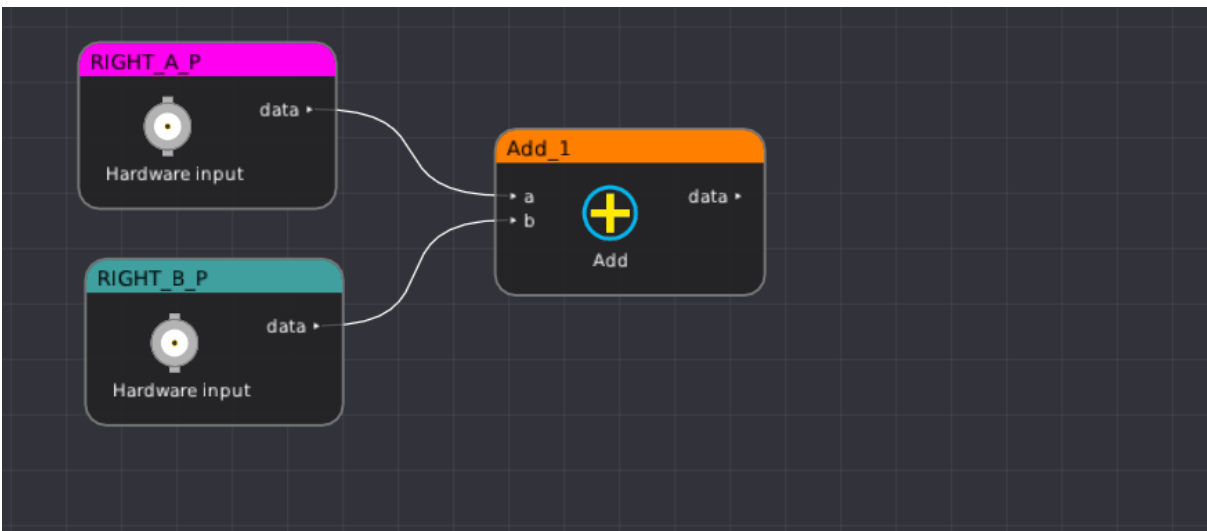 RIGHT_A_P
data
Hardware input
Add_1
a
data
b
Add
RIGHT_B_P
data
Hardware input